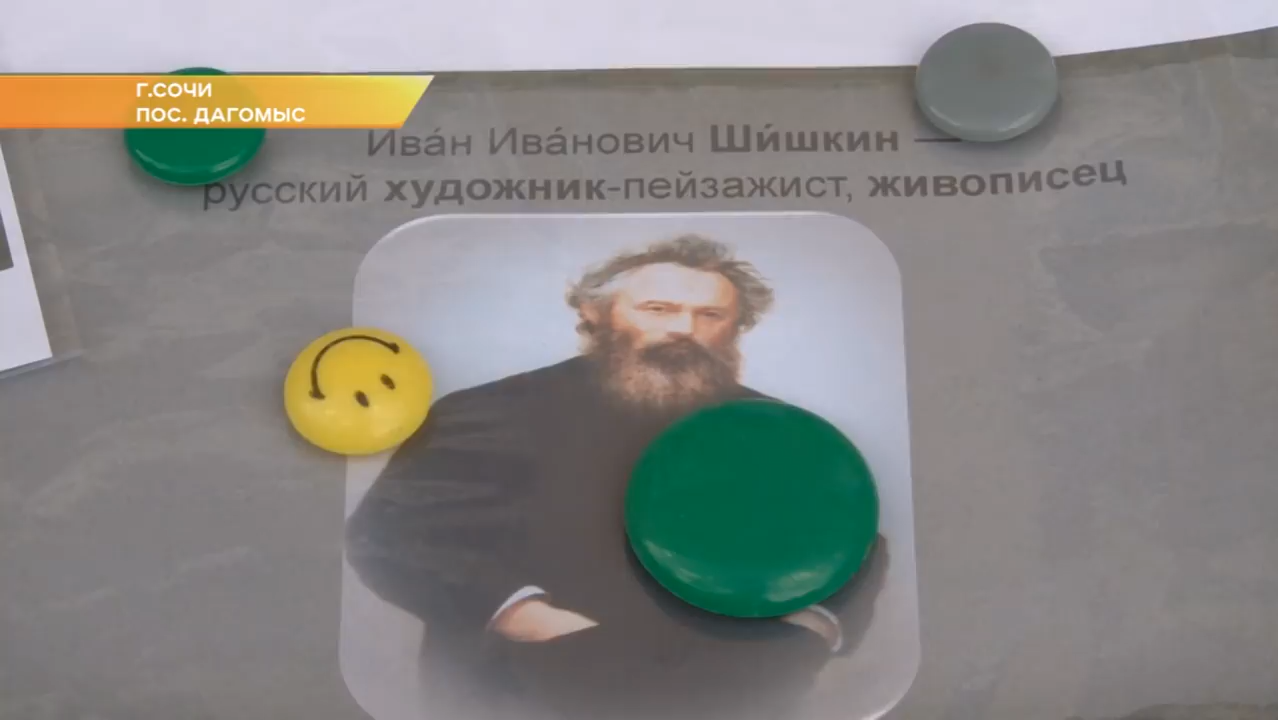 Г.СОЧИ
ПОС. ДАГОМЫС
Ива́н Ива́нович Ши́шкин —
русский художник-пейзажист, живописец